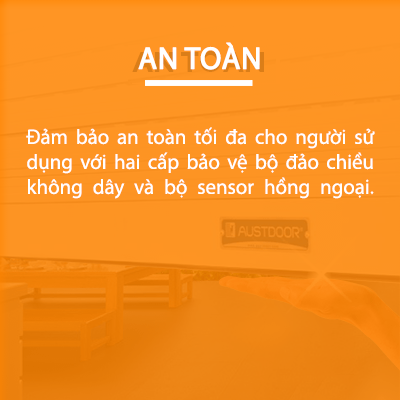 AN TOÀN
Đảm bảo an toàn tối đa cho người sử
dụng với hai cấp bảo vệ bộ đảo chiều
không dây và bộ sensor hồng ngoại.
AUSTDOOR